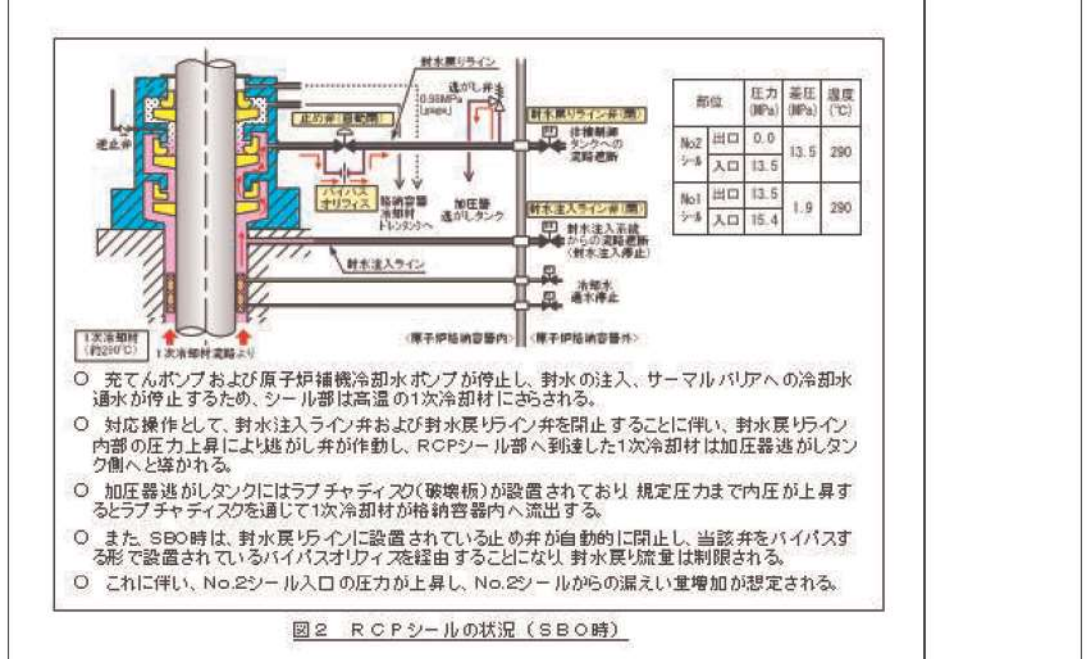 封水戻りライン
逃がし弁
0.98MPa
[gage]
止め弁(自動閉)
封水戻りライン弁(閉)
体積制御
タンクへの
流路遮断
逆止弁
バイパス
オリフィス
格納容器
冷却材
ドレンタンクへ
加圧器
逃がしタンク
封水注入ライン弁(閉)
封水注入系統
からの流路遮断
(封水注入停止)
封水注入ライン
冷却水
通水停止
1次冷却材
(約290℃)
1次冷却材流路より
<原子炉格納容器内>
<原子炉格納容器外>
部位 圧力(MPa) 差圧(MPa) 温度(℃)
No2シール 出口 0.0 13.5 290
入口 13.5
No1シール 出口 13.5 1.9 290
入口 15.4
○ 充てんポンプおよび原子炉補機冷却水ポンプが停止し、封水の注入、サーマルバリアへの冷却水
通水が停止するため、シール部は高温の1次冷却材にさらされる。
○ 対応操作として、封水注入ライン弁および封水戻りライン弁を閉止することに伴い、封水戻りライン
内部の圧力上昇により逃がし弁が作動し、RCPシール部へ到達した1次冷却材は加圧器逃がしタン
ク側へと導かれる。
○ 加圧器逃がしタンクにはラプチャディスク(破壊板)が設置されており、規定圧力まで内圧が上昇す
るとラプチャディスクを通じて1次冷却材が格納容器内へ流出する。
○ また、SBO時は、封水戻りラインに設置されている止め弁が自動的に閉止し、当該弁をバイパスす
る形で設置されているバイパスオリフィスを経由することになり、封水戻り流量は制限される。
○ これに伴い、No.2シール入口の圧力が上昇し、No.2シールからの漏えい量増加が想定される。
図2 RCPシールの状況(SBO時)